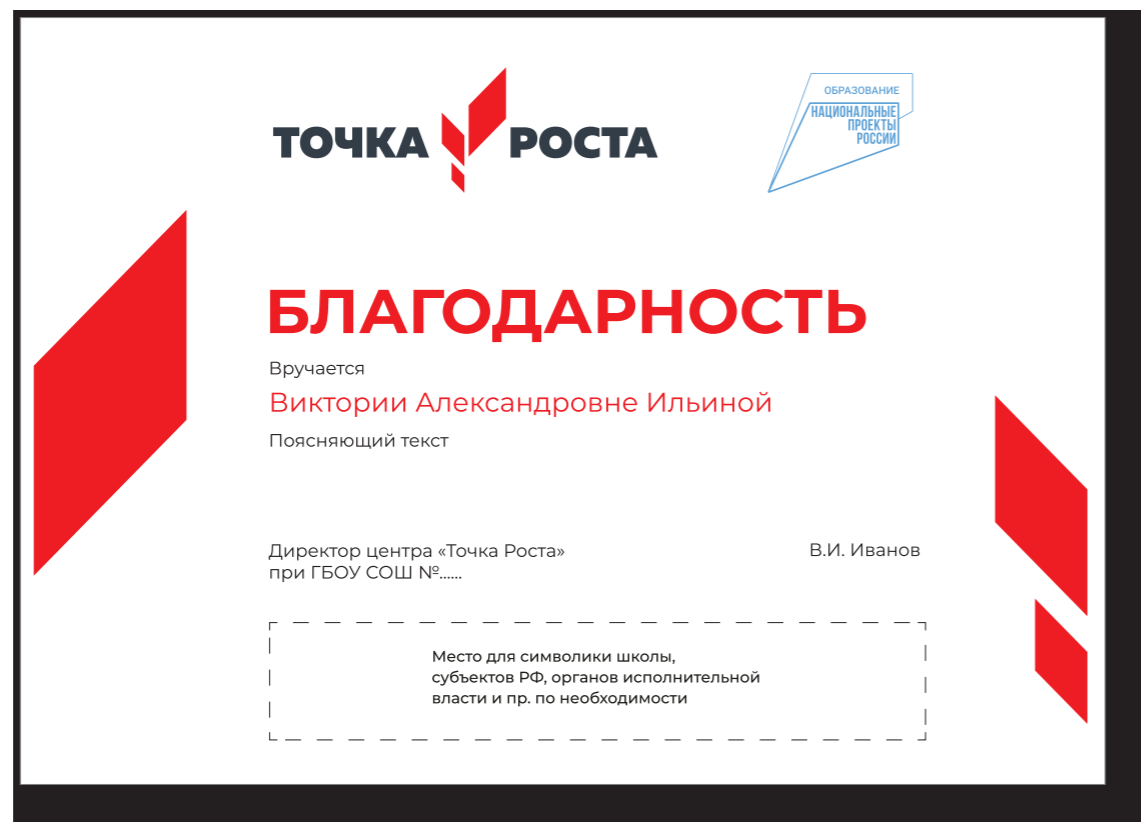 ТОЧКА РОСТА
ОБРАЗОВАНИЕ
НАЦИОНАЛЬНЫЕ
ПРОЕКТЫ
РОССИИ
БЛАГОДАРНОСТЬ
Вручается
Виктории Александровне Ильиной
Поясняющий текст
Директор центра «Точка Роста»
при ГБОУ СОШ №......
В.И. Иванов
Место для символики школы,
субъектов РФ, органов исполнительной
власти и пр. по необходимости